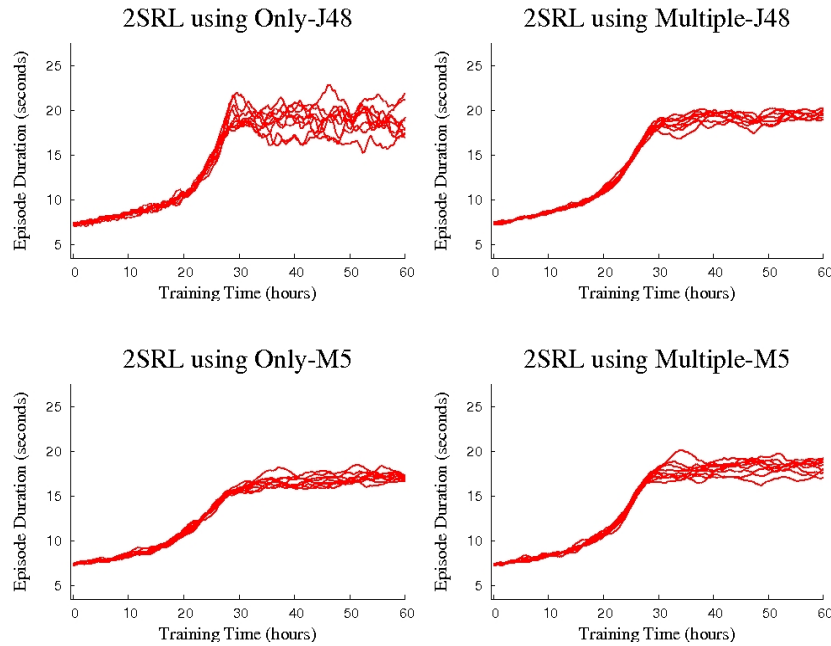 2SRL using Only-J48
25
20
15
10
5
0 10 20 30 40 50 60
Episode Duration (seconds)
Training Time (hours)
2SRL using Multiple-J48
25
20
15
10
5
0 10 20 30 40 50 60
Episode Duration (seconds)
Training Time (hours)
2SRL using Only-M5
25
20
15
10
5
0 10 20 30 40 50 60
Episode Duration (seconds)
Training Time (hours)
2SRL using Multiple-M5
25
20
15
10
5
0 10 20 30 40 50 60
Episode Duration (seconds)
Training Time (hours)